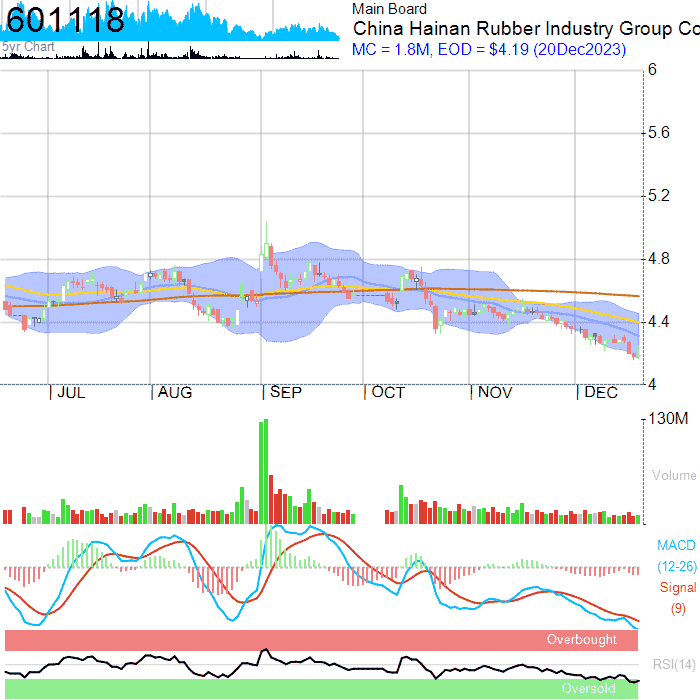 601118
5yr Chart
Main Board
China Hainan Rubber Industry Group Co
MC = 1.8M, EOD = $4.19 (20Dec2023)
6
5.6
5.2
4.8
4.4
4
JUL AUG SEP OCT NOV DEC
130M
Volume
MACD
(12-26)
Signal
(9)
Overbought
RSI(14)
Oversold